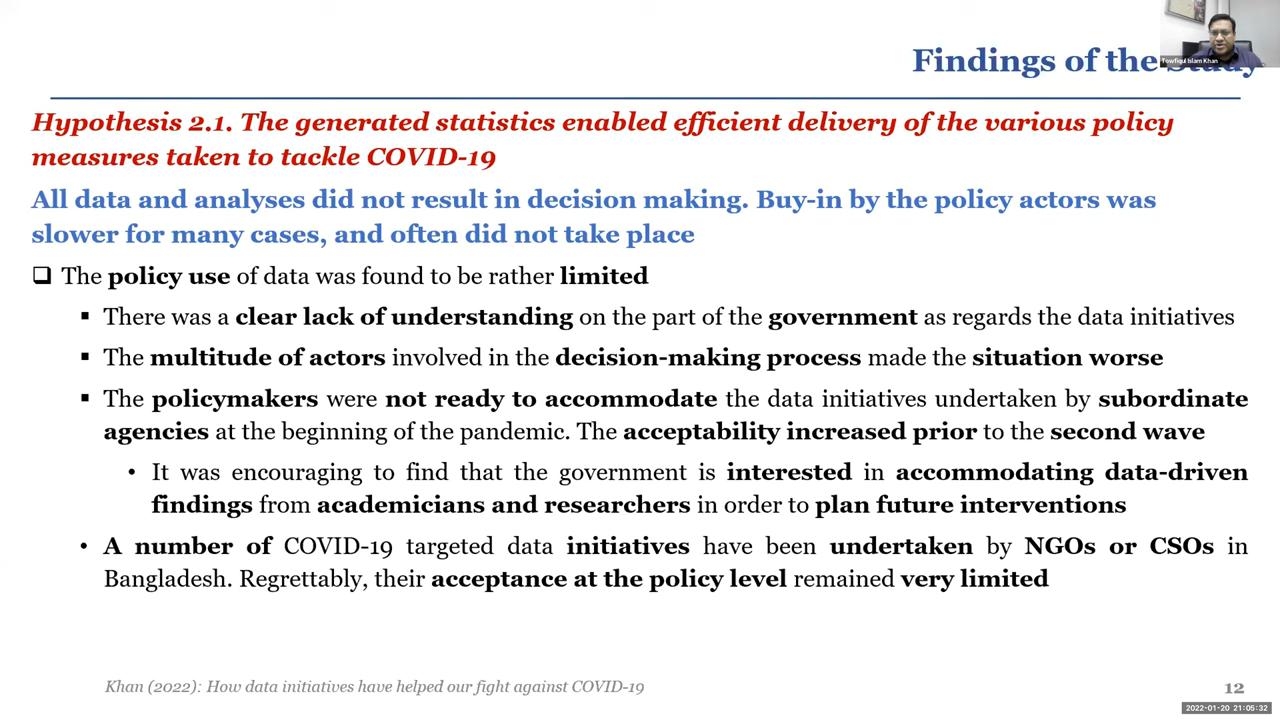 Findings of the Study
Towfiqul Islam Khan
Hypothesis 2.1. The generated statistics enabled efficient delivery of the various policy
measures taken to tackle COVID-19
All data and analyses did not result in decision making. Buy-in by the policy actors was
slower for many cases, and often did not take place
❑ The policy use of data was found to be rather limited
▪ There was a clear lack of understanding on the part of the government as regards the data initiatives
▪ The multitude of actors involved in the decision-making process made the situation worse
▪ The policymakers were not ready to accommodate the data initiatives undertaken by subordinate
agencies at the beginning of the pandemic. The acceptability increased prior to the second wave
• It was encouraging to find that the government is interested in accommodating data-driven
findings from academicians and researchers in order to plan future interventions
• A number of COVID-19 targeted data initiatives have been undertaken by NGOs or CSOs in
Bangladesh. Regrettably, their acceptance at the policy level remained very limited
Khan (2022): How data initiatives have helped our fight against COVID-19
12
2022-01-20 21:05:32